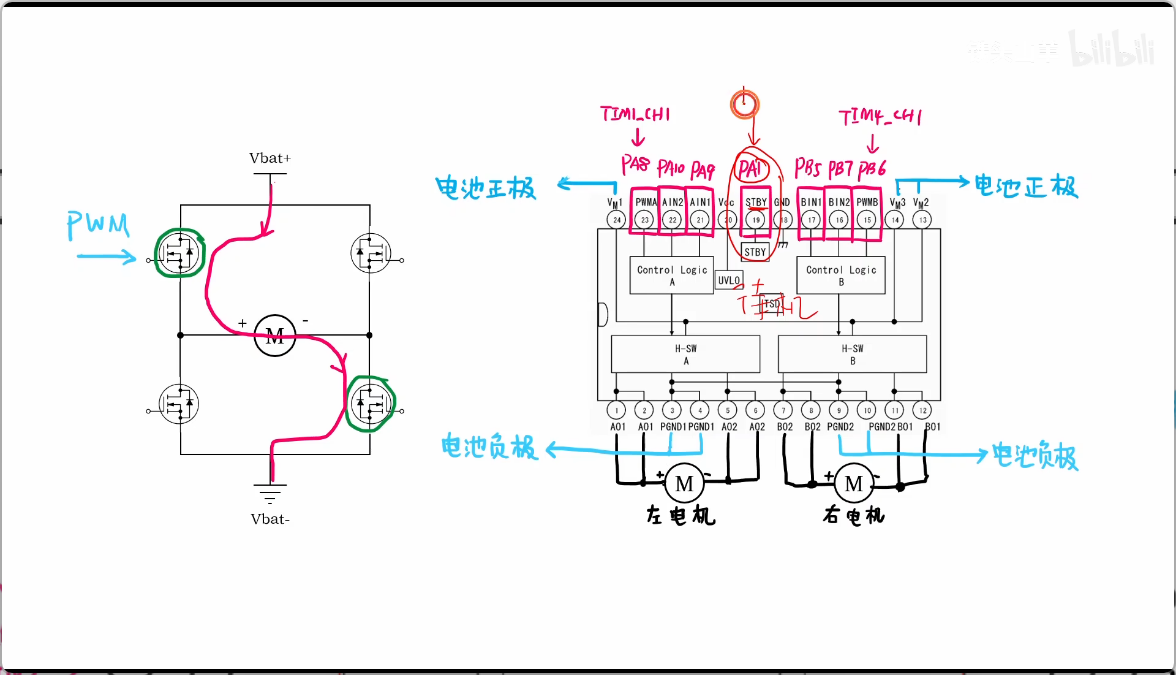 bilibili
TIM1_CH1
TIM4_CH1
PA8 PA10 PA9 PA1 PB5 PB7 PB6
Vbat+
PWM
电池正极
电池正极
VM1 PWMA AIN2 AIN1 Vcc STBY GND BIN1 BIN2 PWMB VM3 VM2
24 23 22 21 20 19 18 17 16 15 14 13
STBY
Control Logic
A
UVLO
Control Logic
B
TSD
+ M -
H-SW
A
H-SW
B
1 2 3 4 5 6 7 8 9 10 11 12
AO1 AO1 PGND1 PGND1 AO2 AO2 BO2 BO2 PGND2 PGND2 BO1 BO1
电池负极
电池负极
+ M -
+ M -
左电机
右电机
Vbat-